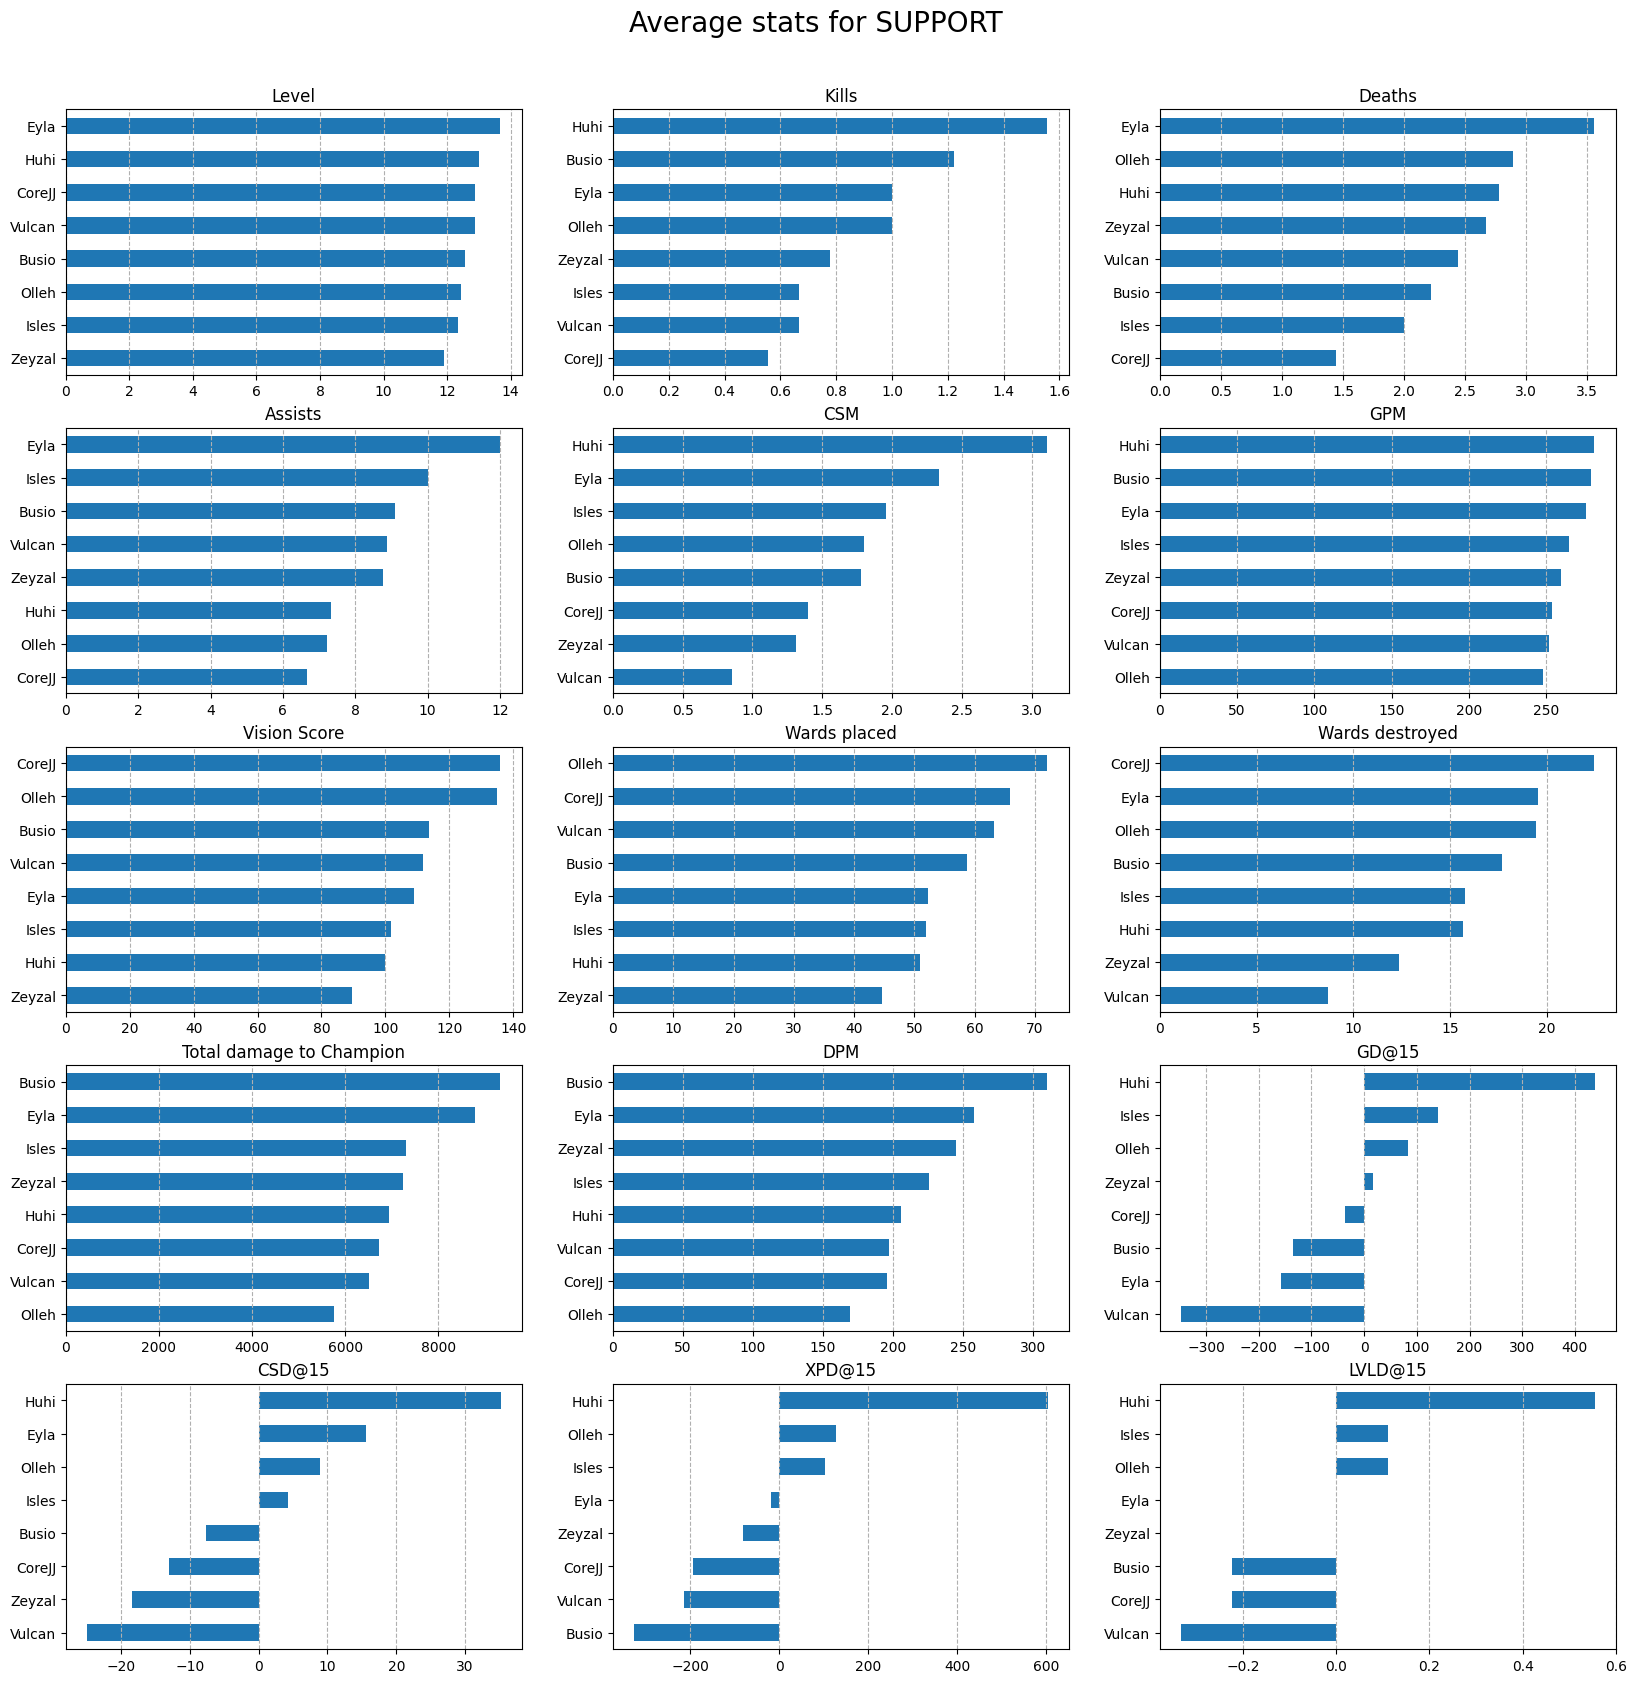 Average stats for SUPPORT
Level
Eyla
Huhi
CoreJJ
Vulcan
Busio
Olleh
Isles
Zeyzal
0 2 4 6 8 10 12 14
Kills
Huhi
Busio
Eyla
Olleh
Zeyzal
Isles
Vulcan
CoreJJ
0.0 0.2 0.4 0.6 0.8 1.0 1.2 1.4 1.6
Deaths
Eyla
Olleh
Huhi
Zeyzal
Vulcan
Busio
Isles
CoreJJ
0.0 0.5 1.0 1.5 2.0 2.5 3.0 3.5
Assists
Eyla
Isles
Busio
Vulcan
Zeyzal
Huhi
Olleh
CoreJJ
0 2 4 6 8 10 12
CSM
Huhi
Eyla
Isles
Olleh
Busio
CoreJJ
Zeyzal
Vulcan
0.0 0.5 1.0 1.5 2.0 2.5 3.0
GPM
Huhi
Busio
Eyla
Isles
Zeyzal
CoreJJ
Vulcan
Olleh
0 50 100 150 200 250
Vision Score
CoreJJ
Olleh
Busio
Vulcan
Eyla
Isles
Huhi
Zeyzal
0 20 40 60 80 100 120 140
Wards placed
Olleh
CoreJJ
Vulcan
Busio
Eyla
Isles
Huhi
Zeyzal
0 10 20 30 40 50 60 70
Wards destroyed
CoreJJ
Eyla
Olleh
Busio
Isles
Huhi
Zeyzal
Vulcan
0 5 10 15 20
Total damage to Champion
Busio
Eyla
Isles
Zeyzal
Huhi
CoreJJ
Vulcan
Olleh
0 2000 4000 6000 8000
DPM
Busio
Eyla
Zeyzal
Isles
Huhi
Vulcan
CoreJJ
Olleh
0 50 100 150 200 250 300
GD@15
Huhi
Isles
Olleh
Zeyzal
CoreJJ
Busio
Eyla
Vulcan
−300 −200 −100 0 100 200 300 400
CSD@15
Huhi
Eyla
Olleh
Isles
Busio
CoreJJ
Zeyzal
Vulcan
−20 −10 0 10 20 30
XPD@15
Huhi
Olleh
Isles
Eyla
Zeyzal
CoreJJ
Vulcan
Busio
−200 0 200 400 600
LVLD@15
Huhi
Isles
Olleh
Eyla
Zeyzal
Busio
CoreJJ
Vulcan
−0.2 0.0 0.2 0.4 0.6